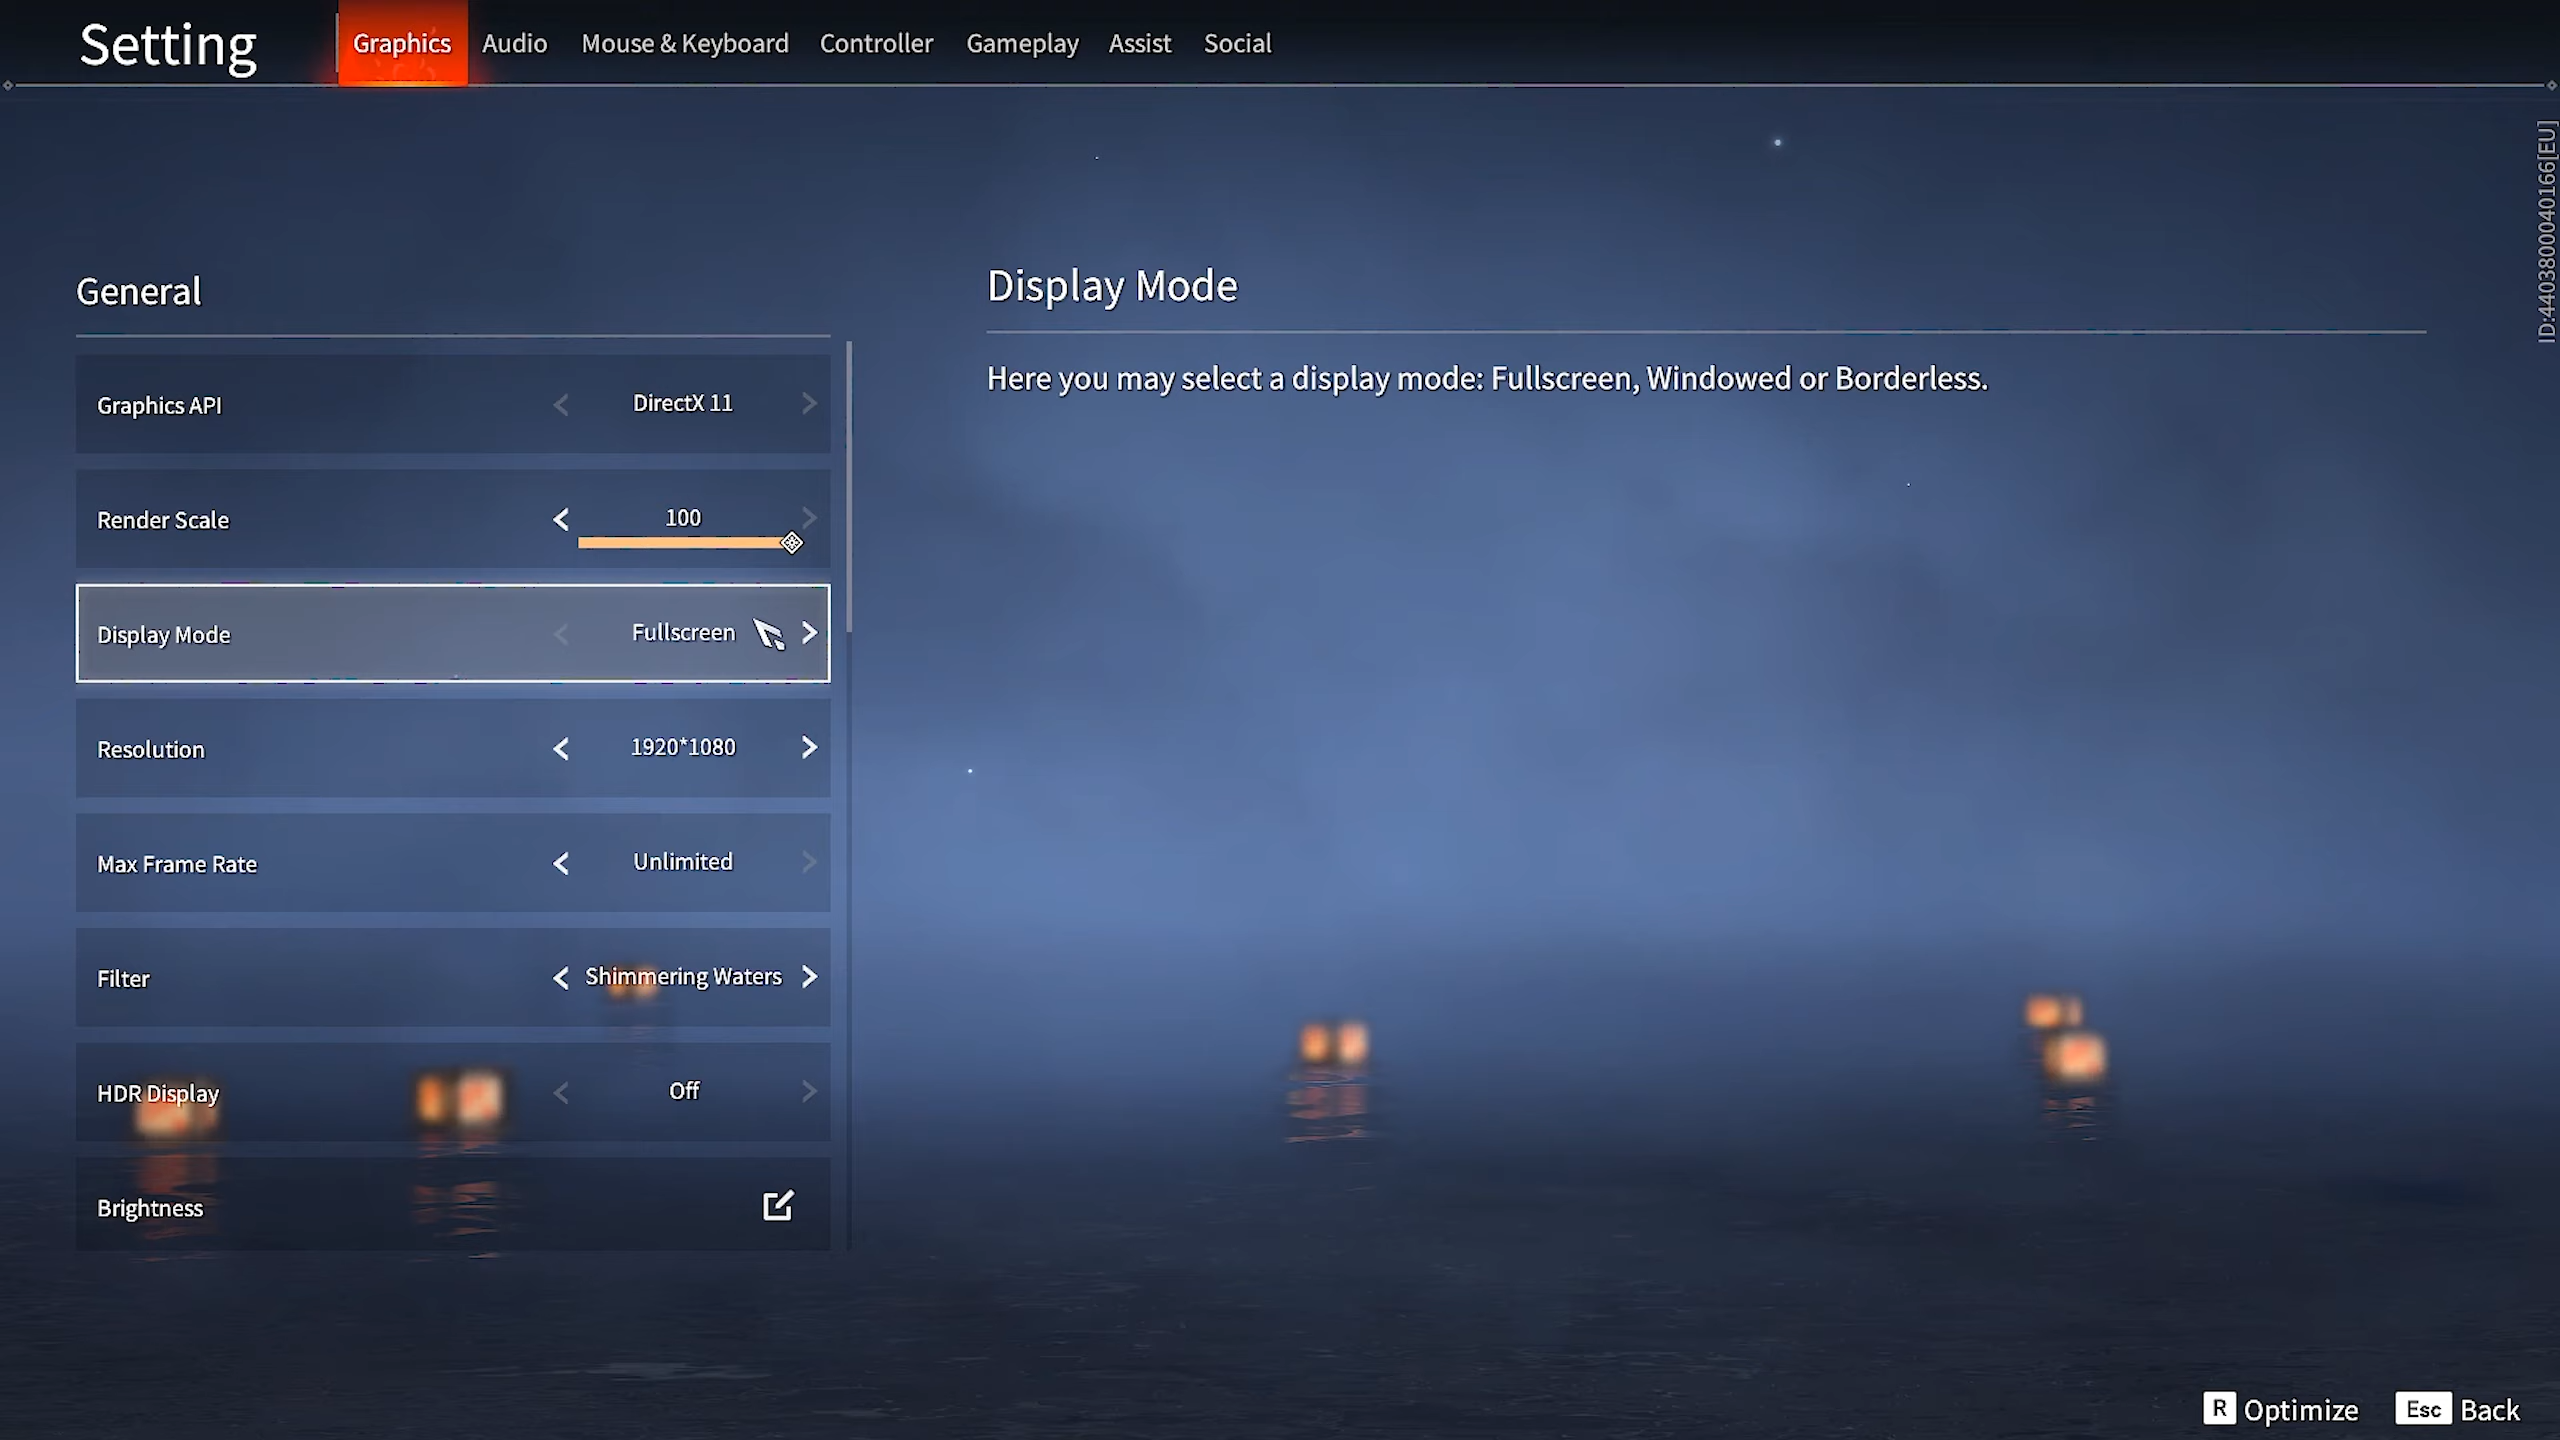 Setting
Graphics
Audio
Mouse & Keyboard
Controller
Gameplay
Assist
Social
ID:4403800040166[EU]
General
Graphics API
DirectX 11
Render Scale
100
Display Mode
Fullscreen
Resolution
1920*1080
Max Frame Rate
Unlimited
Filter
Shimmering Waters
HDR Display
Off
Brightness
Display Mode
Here you may select a display mode: Fullscreen, Windowed or Borderless.
R Optimize
Esc Back